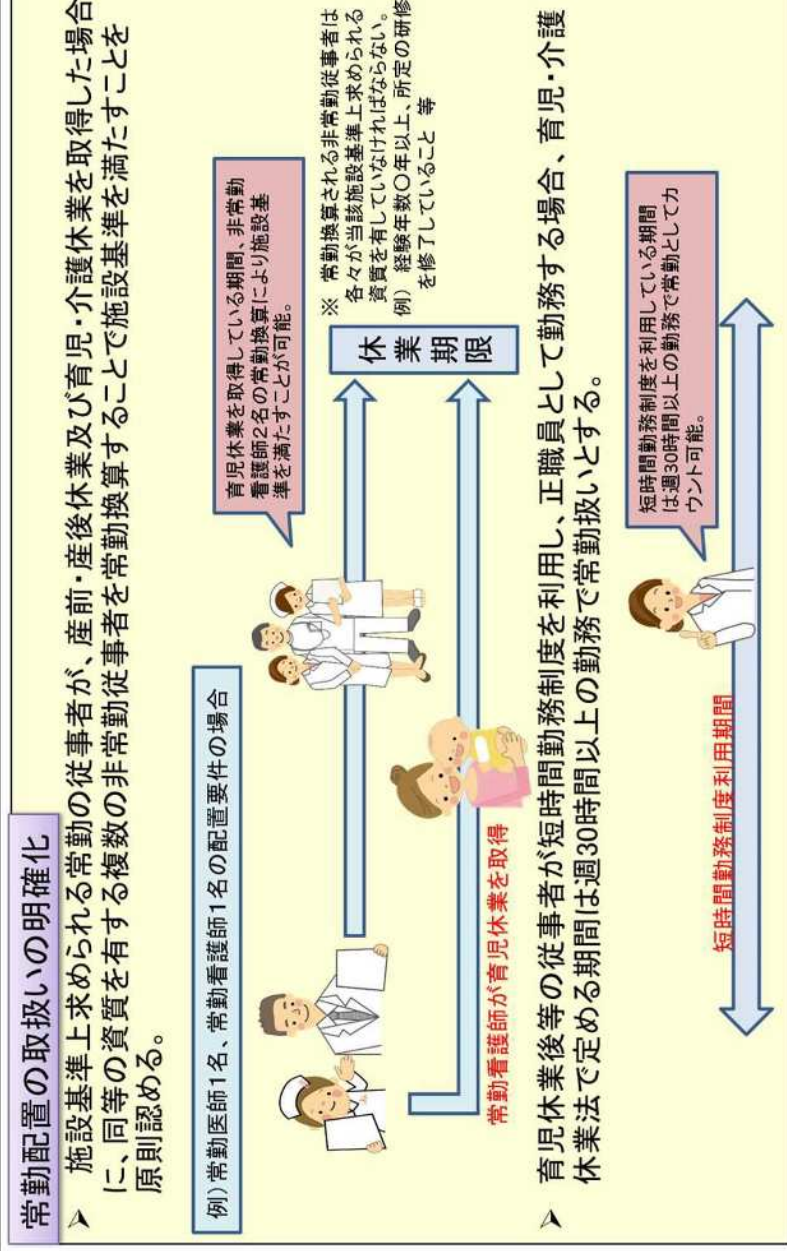 常勤配置の取扱いの明確化
➢ 施設基準上求められる常勤の従事者が、産前・産後休業及び育児・介護休業を取得した場合
に、同等の資質を有する複数の非常勤従事者を常勤換算することで施設基準を満たすことを
原則認める。
例）常勤医師1名、常勤看護師1名の配置要件の場合
育児休業を取得している期間、非常勤
看護師2名の常勤換算により施設基
準を満たすことが可能。
※ 常勤換算される非常勤従事者は
各々が当該施設基準上求められる
資質を有していなければならない。
例） 経験年数〇年以上、所定の研修
を修了していること 等
休業期限
常勤看護師が育児休業を取得
➢ 育児休業後等の従事者が短時間勤務制度を利用し、正職員として勤務する場合、育児・介護
休業法で定める期間は週30時間以上の勤務で常勤扱いとする。
短時間勤務制度を利用している期間
は週30時間以上の勤務で常勤としてカ
ウント可能。
短時間勤務制度利用期間